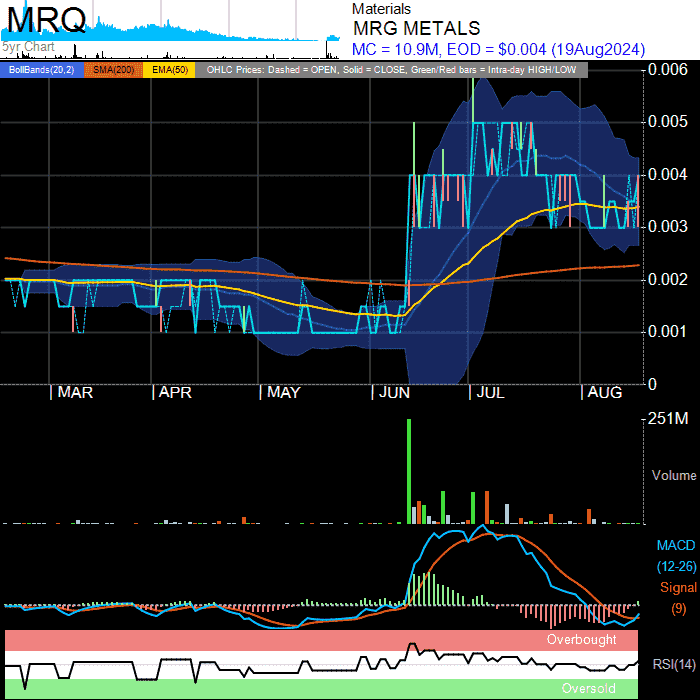 MRQ
5yr Chart
Materials
MRG METALS
MC = 10.9M, EOD = $0.004 (19Aug2024)
BollBands(20,2) SMA(200) EMA(50) OHLC Prices: Dashed = OPEN, Solid = CLOSE, Green/Red bars = Intra-day HIGH/LOW
0.006
0.005
0.004
0.003
0.002
0.001
0
MAR APR MAY JUN JUL AUG
251M
Volume
MACD
(12-26)
Signal
(9)
Overbought
RSI(14)
Oversold